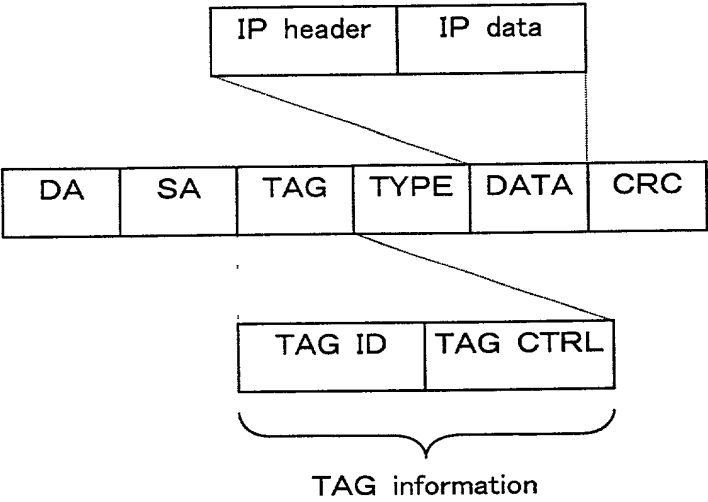 IP header IP data
DA SA TAG TYPE DATA CRC
TAG ID TAG CTRL
TAG information